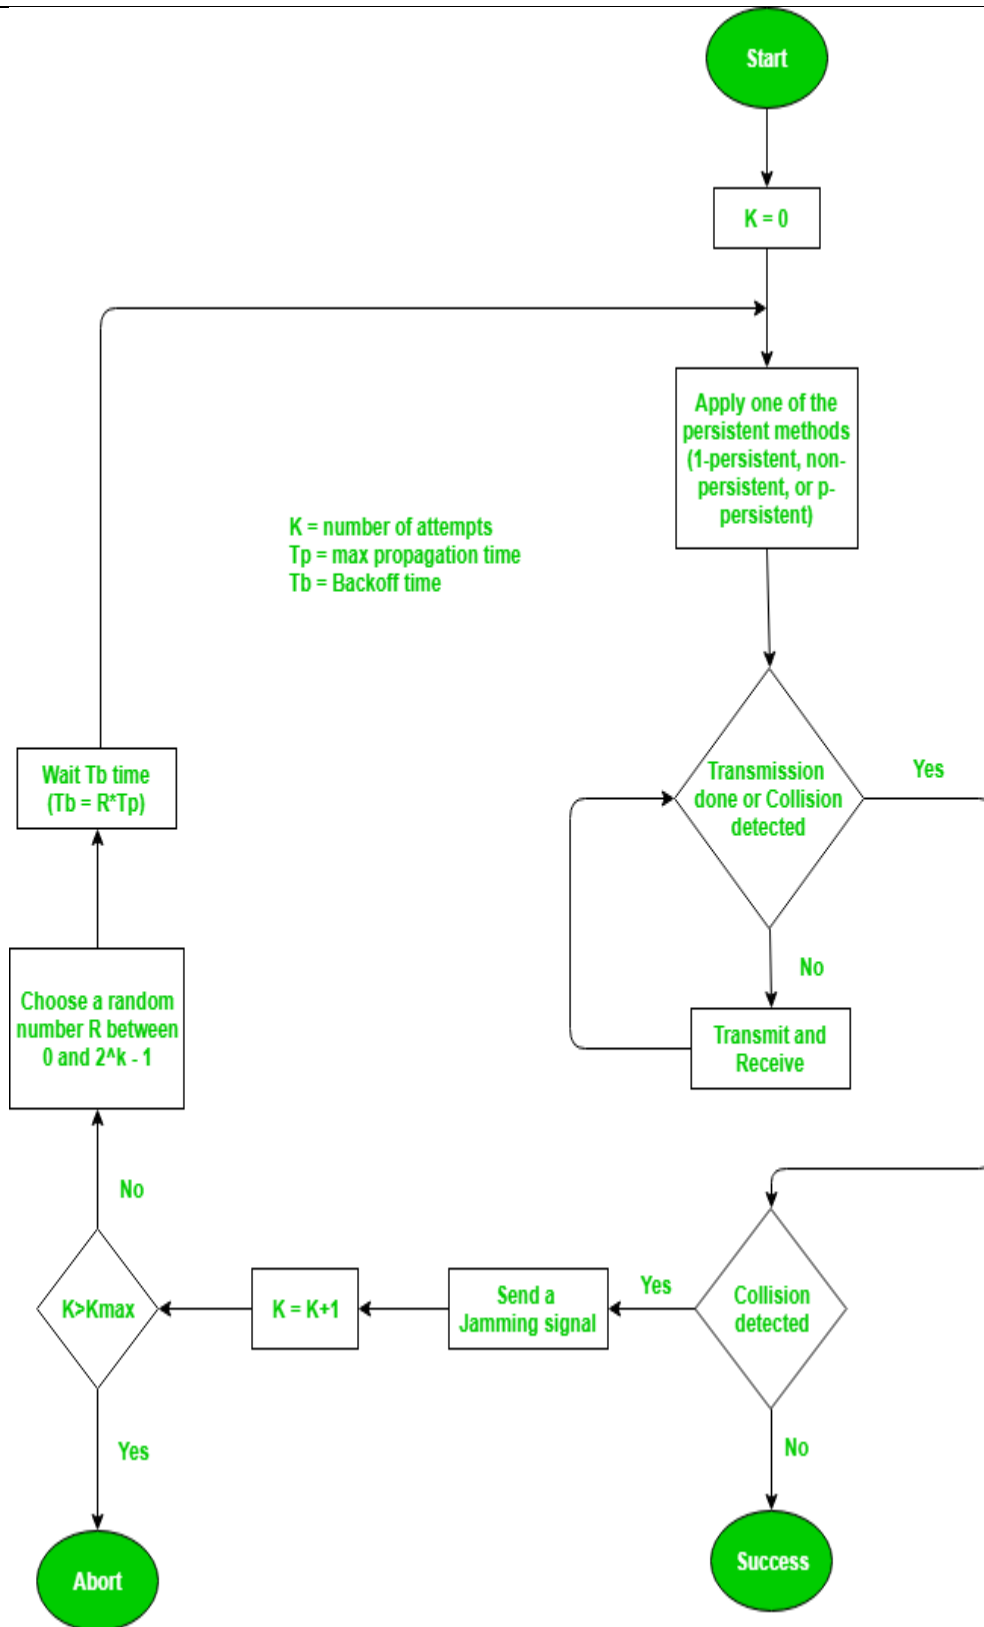 Start
K = 0
Apply one of the
persistent methods
(1-persistent, non-
persistent, or p-
persistent)
K = number of attempts
Tp = max propagation time
Tb = Backoff time
Transmission
done or Collision
detected
Yes
No
Transmit and
Receive
Wait Tb time
(Tb = R*Tp)
Choose a random
number R between
0 and 2^k - 1
No
K>Kmax
K = K+1
Send a
Jamming signal
Yes
Collision
detected
Yes
No
Abort
Success